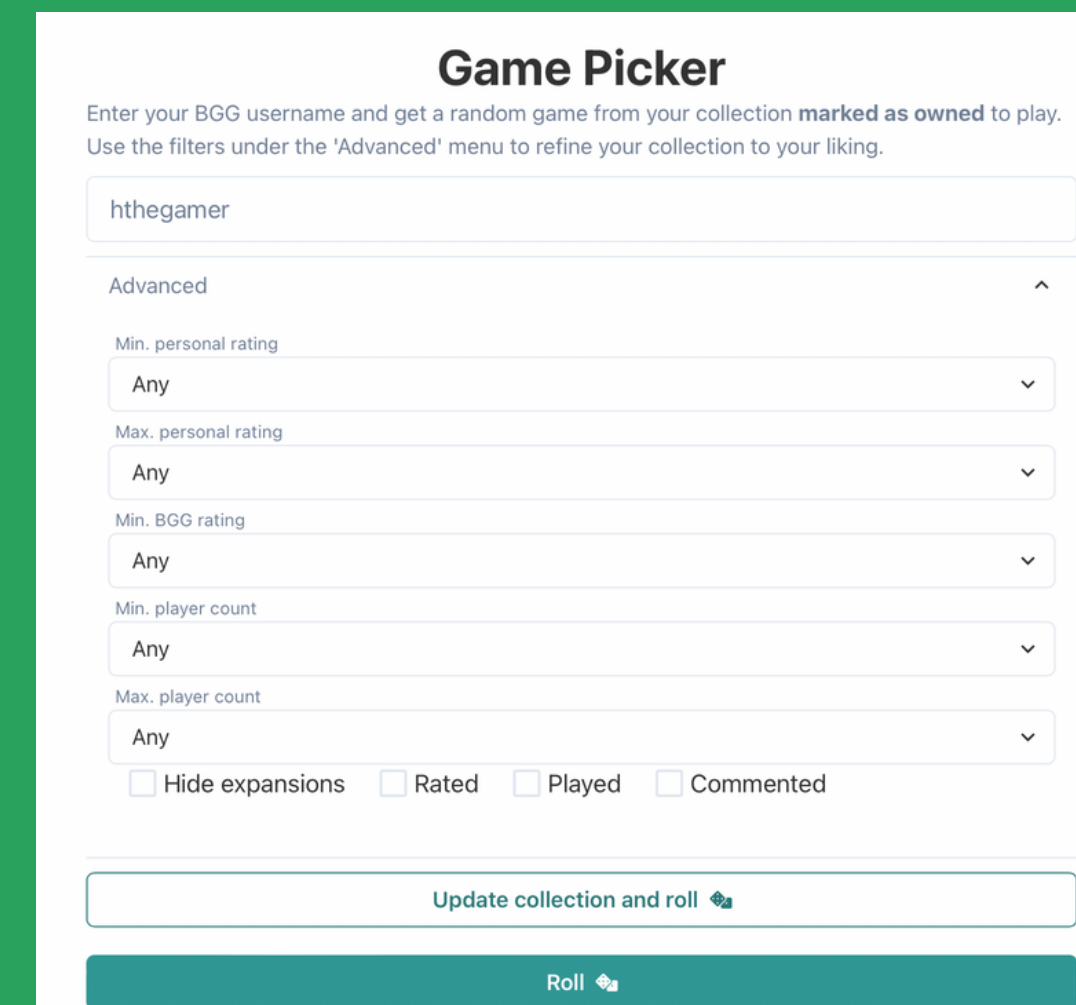 Game Picker
Enter your BGG username and get a random game from your collection marked as owned to play.
Use the filters under the 'Advanced' menu to refine your collection to your liking.
hthegamer
Advanced
Min. personal rating
Any
Max. personal rating
Any
Min. BGG rating
Any
Min. player count
Any
Max. player count
Any
Hide expansions Rated Played Commented
Update collection and roll
Roll